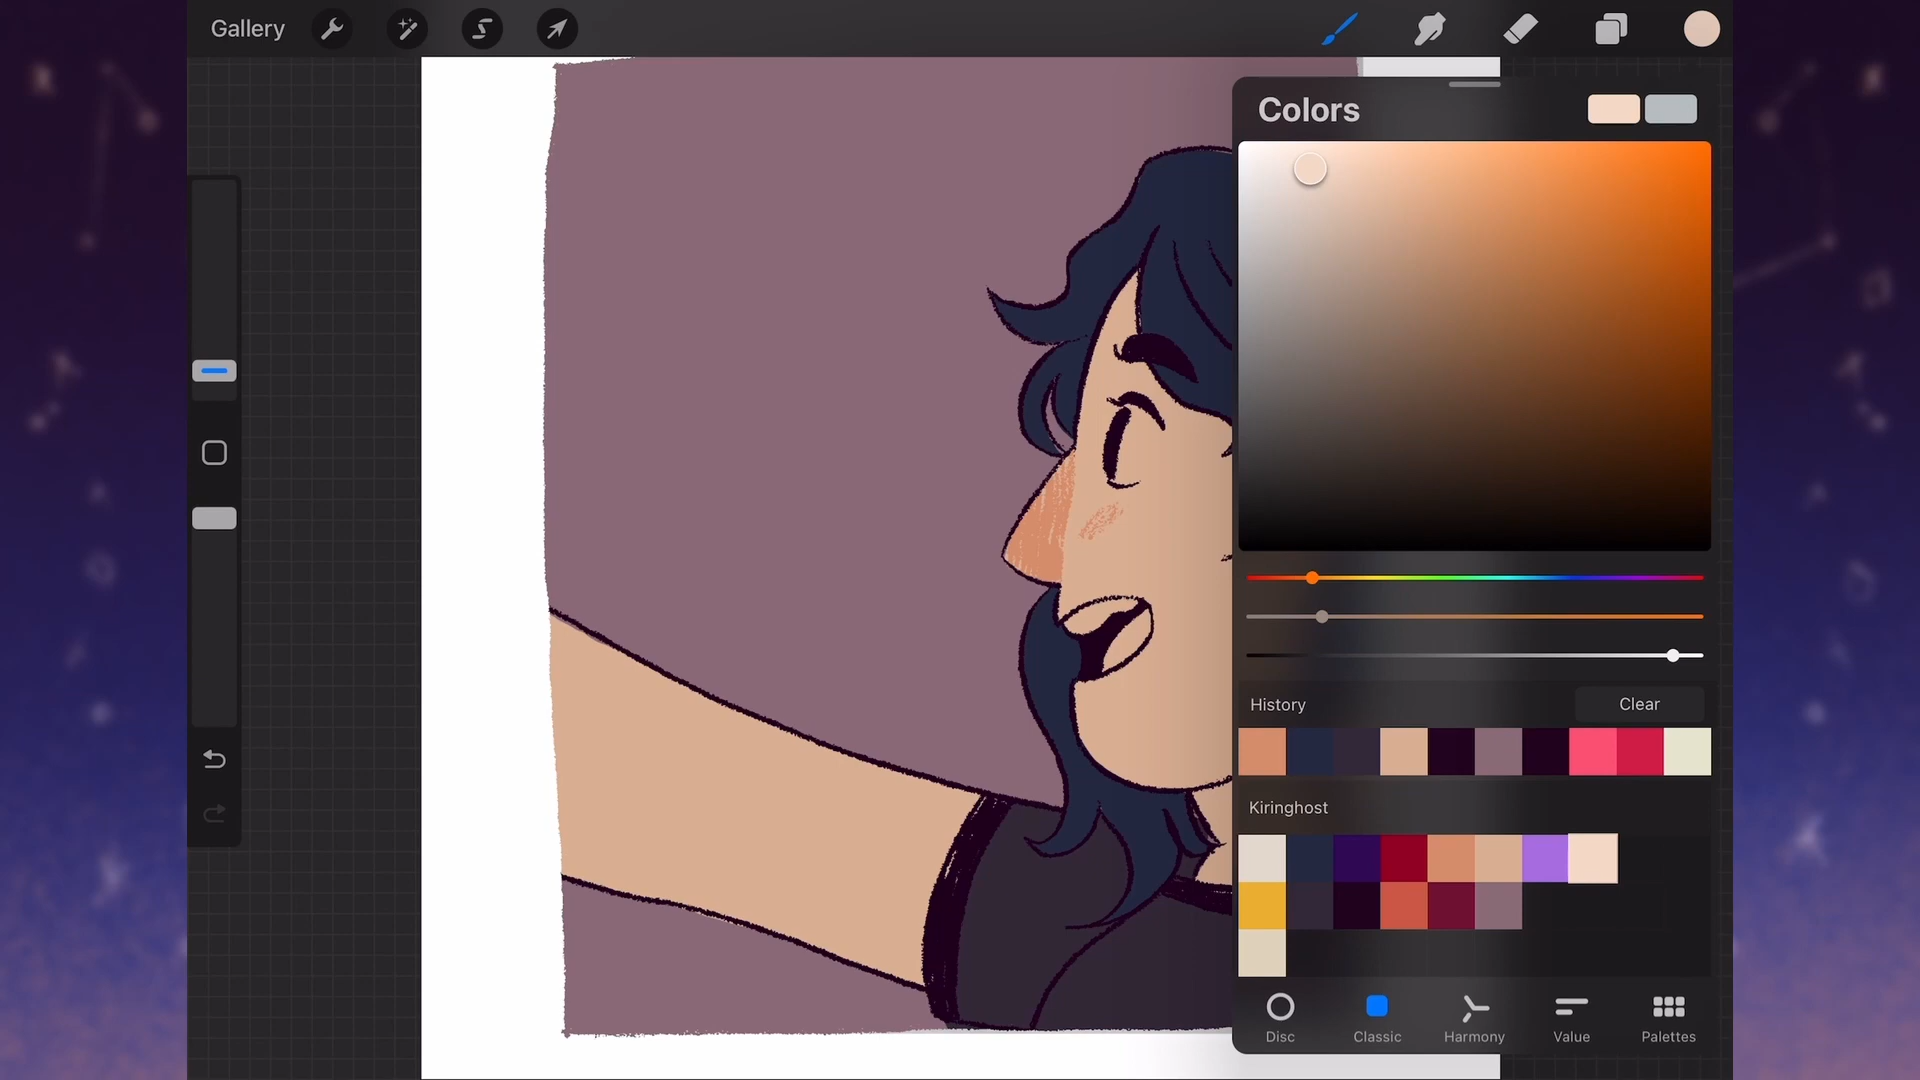 Gallery
Colors
History
Clear
Kiringhost
Disc
Classic
Harmony
Value
Palettes